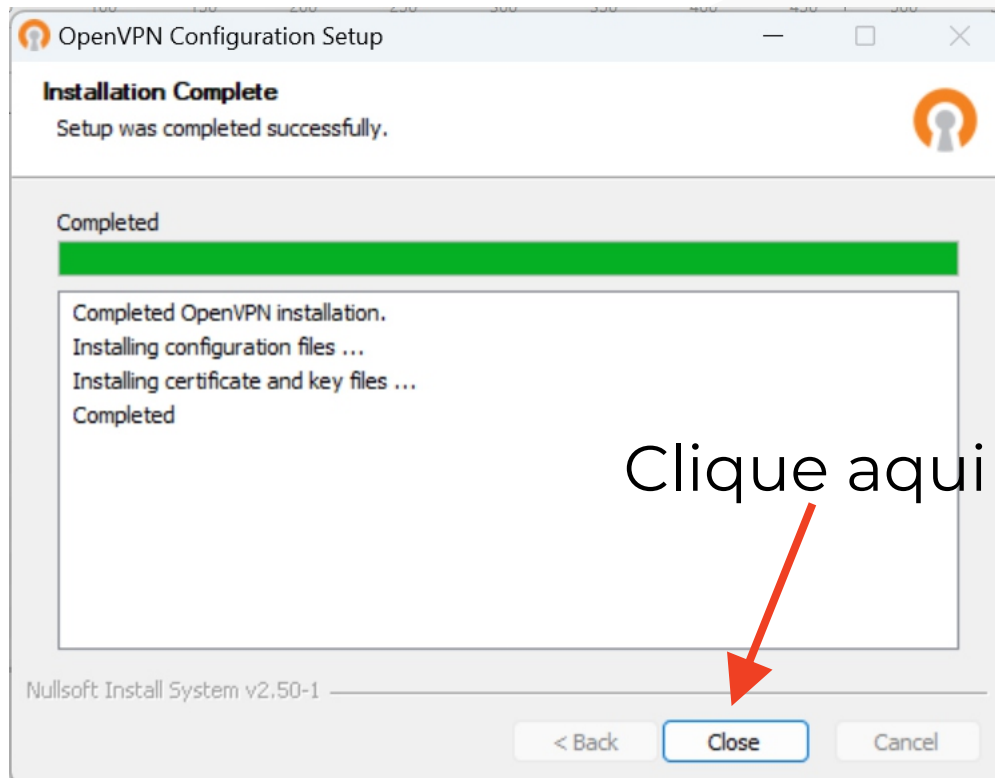 OpenVPN Configuration Setup
Installation Complete
Setup was completed successfully.
Completed
Completed OpenVPN installation.
Installing configuration files ...
Installing certificate and key files ...
Completed
Clique aqui
Nullsoft Install System v2.50-1
< Back Close Cancel